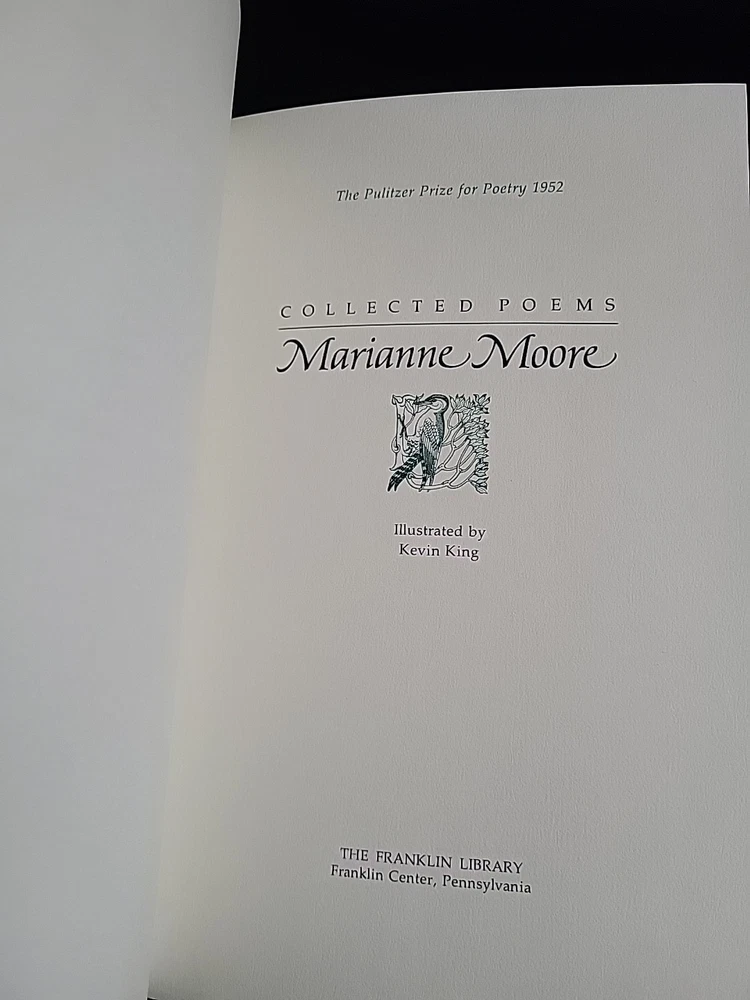 The Pulitzer Prize for Poetry 1952
COLLECTED POEMS
Marianne Moore
Illustrated by
Kevin King
THE FRANKLIN LIBRARY
Franklin Center, Pennsylvania